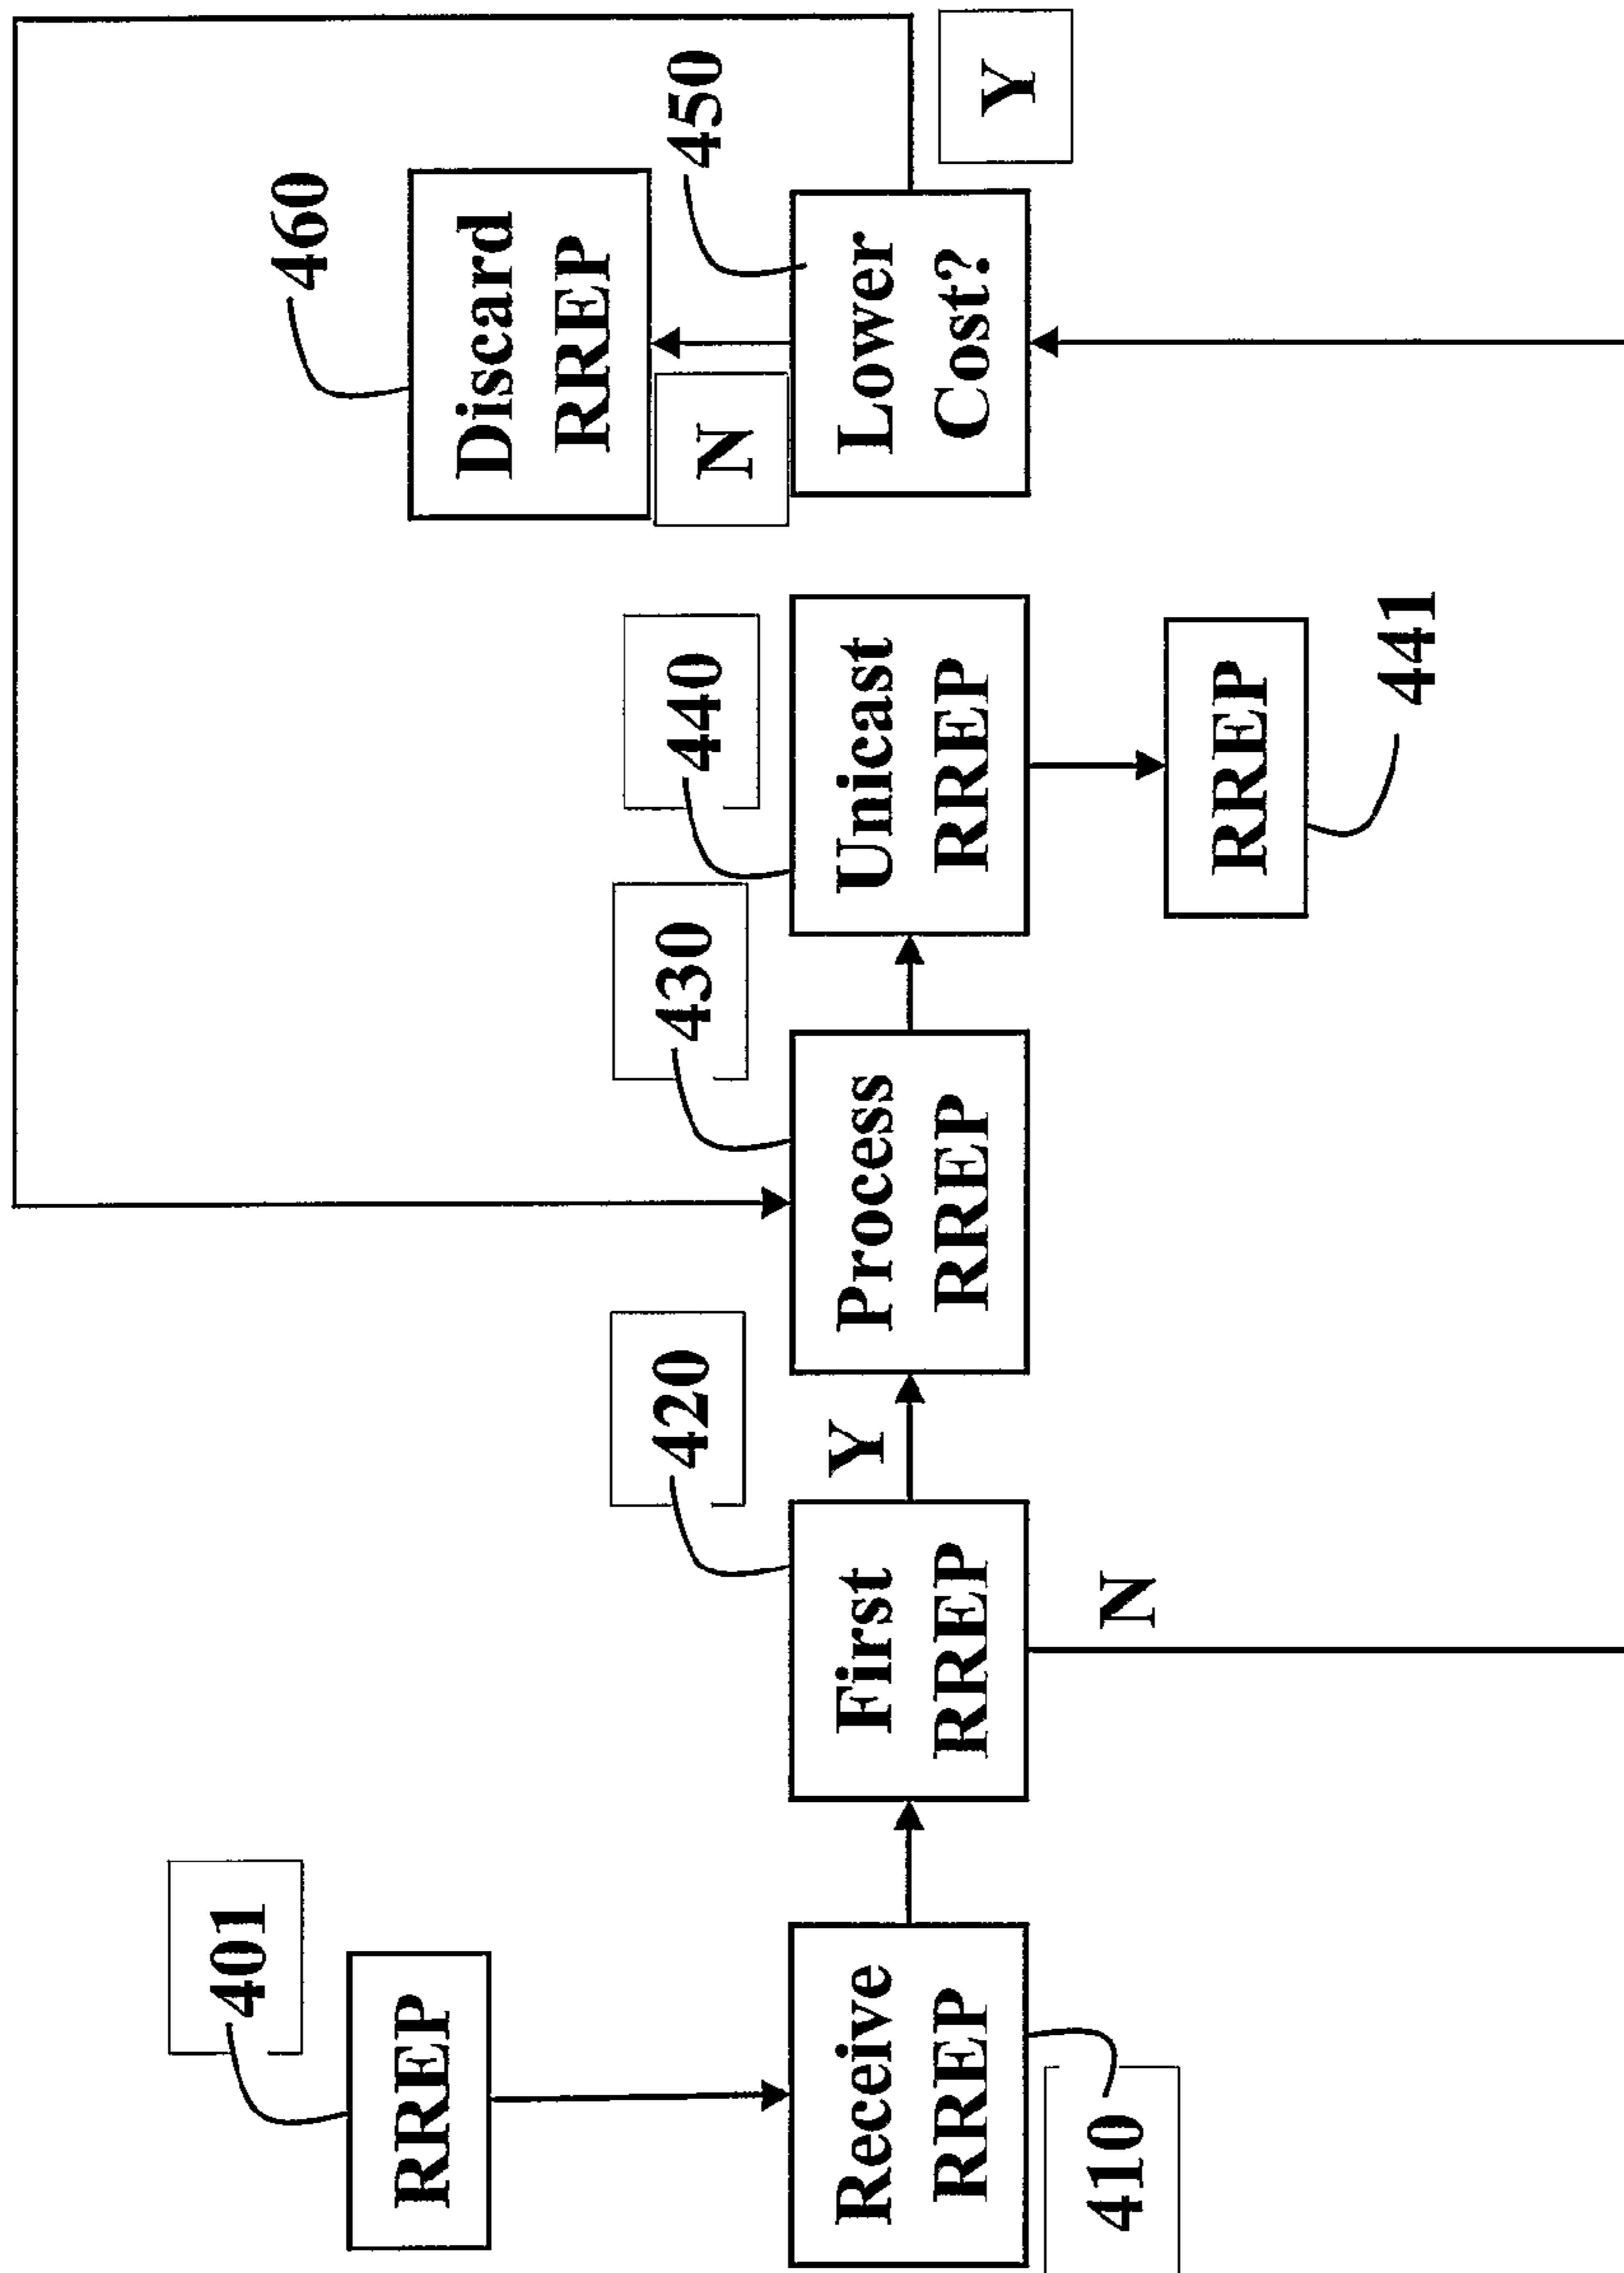 401
RREP
Receive
RREP
410
First
RREP
420
Y
N
Process
RREP
430
Unicast
RREP
440
RREP
441
Lower
Cost?
450
Y
N
Discard
RREP
460